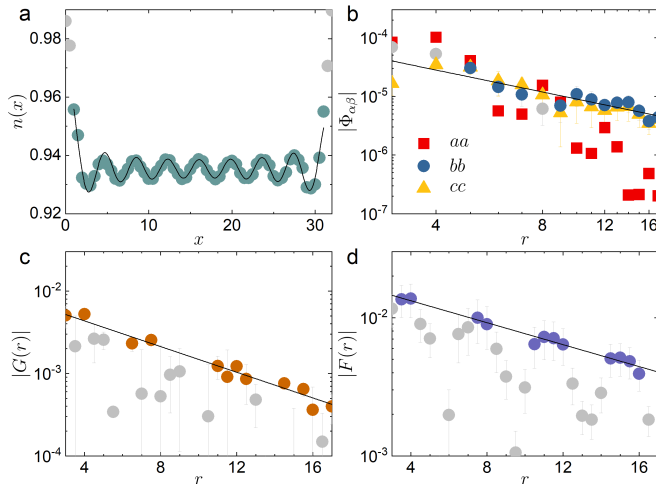 a
0.98
0.96
0.94
0.92
n(x)
0
10
20
30
x
b
10⁻⁴
10⁻⁵
10⁻⁶
10⁻⁷
|Φαβ|
aa
bb
cc
4
8
12
16
r
c
10⁻²
10⁻³
10⁻⁴
|G(r)|
4
8
12
16
r
d
10⁻²
10⁻³
|F(r)|
4
8
12
16
r